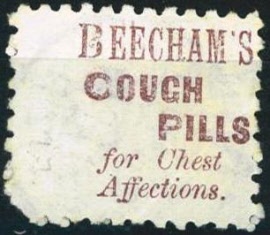 BEECHAM'S
COUGH
PILLS
for Chest
Affections.